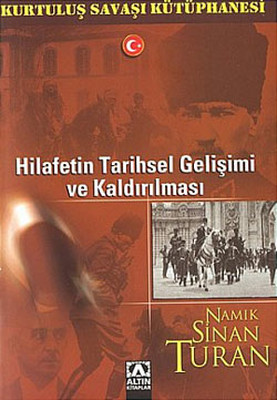 KURTULUŞ SAVAŞI KÜTÜPHANESİ
Hilafetin Tarihsel Gelişimi
ve Kaldırılması
NAMIK
SİNAN
TURAN
ALTIN
KİTAPLAR